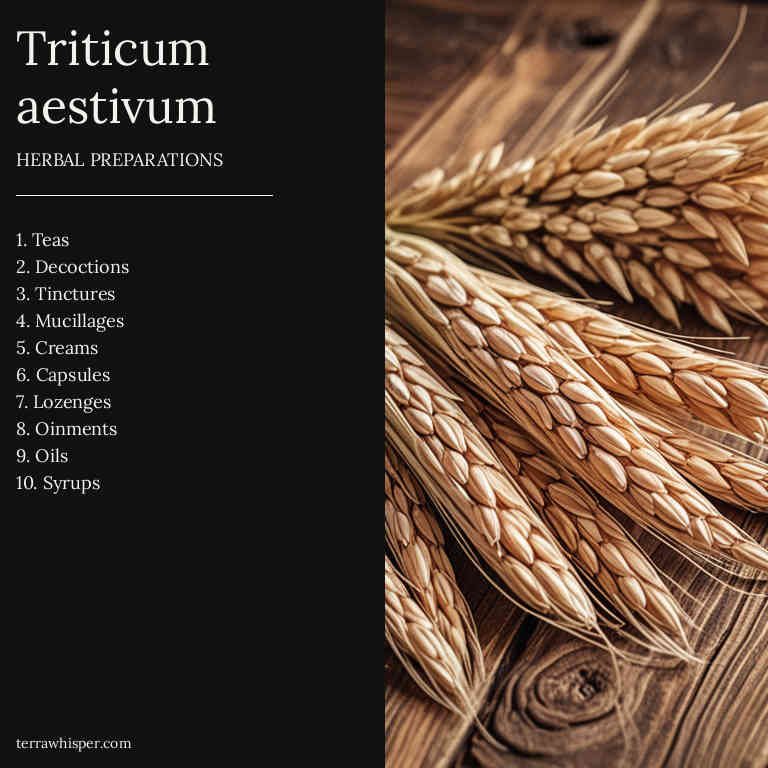 Triticum
aestivum
HERBAL PREPARATIONS
1. Teas
2. Decoctions
3. Tinctures
4. Mucillages
5. Creams
6. Capsules
7. Lozenges
8. Oinments
9. Oils
10. Syrups
terrawhisper.com